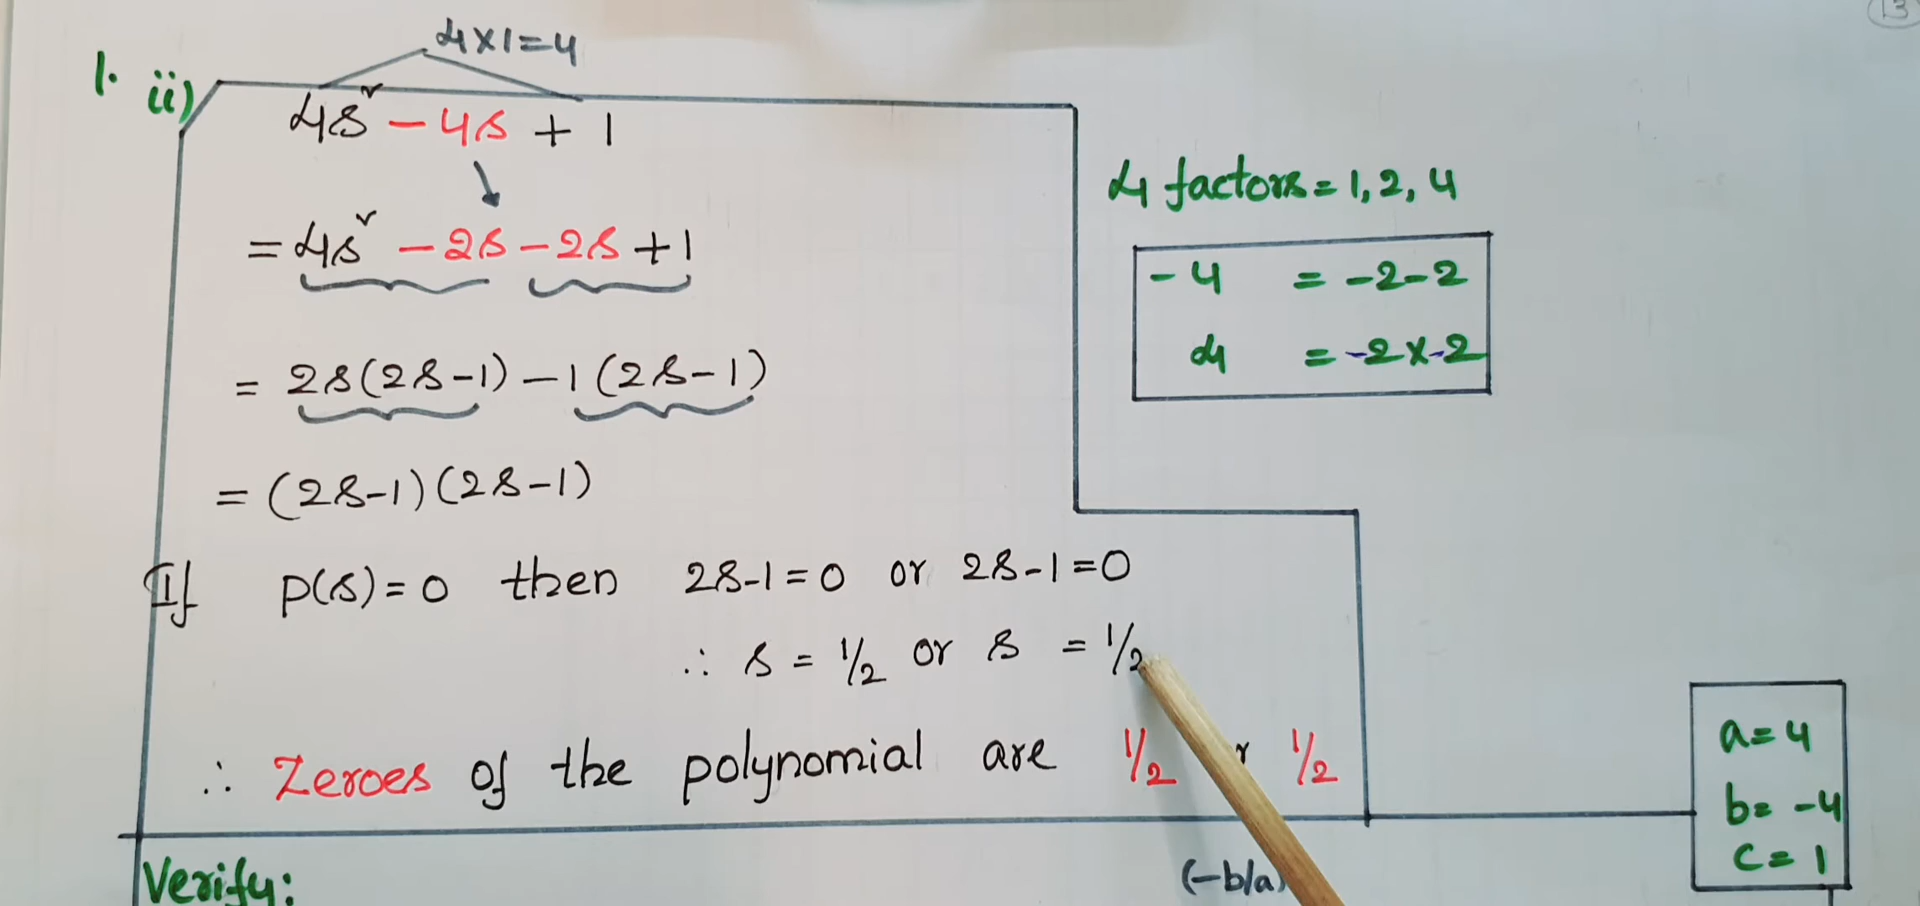 13
4×1=4
1. ii) 4s² - 4s + 1
= 4s² - 2s - 2s + 1
= 2s(2s-1) - 1(2s-1)
= (2s-1)(2s-1)
If P(s)=0 then 2s-1=0 or 2s-1=0
∴ s = 1/2 or s = 1/2
∴ Zeroes of the polynomial are 1/2 1/2
4 factors = 1, 2, 4
-4 = -2-2
4 = -2×-2
a=4
b=-4
c=1
Verify:
(-b/a)